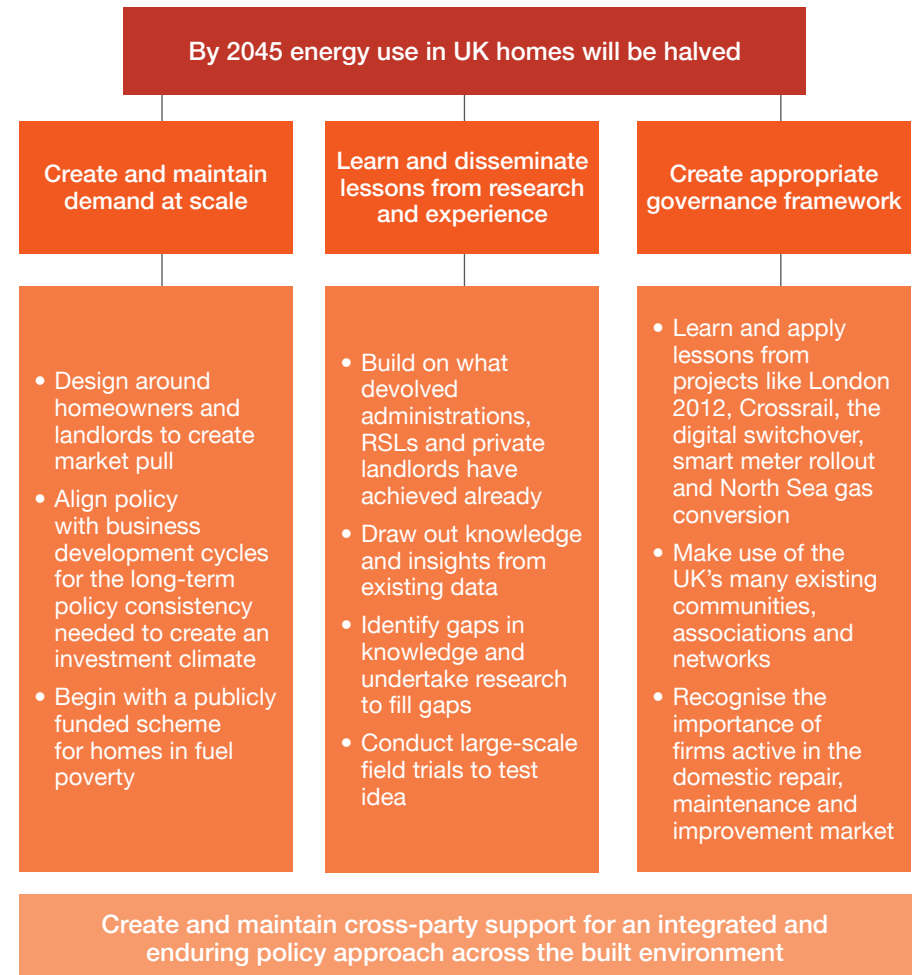 By 2045 energy use in UK homes will be halved
Create and maintain
demand at scale
Learn and disseminate
lessons from research
and experience
Create appropriate
governance framework
• Design around
homeowners and
landlords to create
market pull
• Align policy
with business
development cycles
for the long-term
policy consistency
needed to create an
investment climate
• Begin with a publicly
funded scheme
for homes in fuel
poverty
• Build on what
devolved
administrations,
RSLs and private
landlords have
achieved already
• Draw out knowledge
and insights from
existing data
• Identify gaps in
knowledge and
undertake research
to fill gaps
• Conduct large-scale
field trials to test
idea
• Learn and apply
lessons from
projects like London
2012, Crossrail, the
digital switchover,
smart meter rollout
and North Sea gas
conversion
• Make use of the
UK's many existing
communities,
associations and
networks
• Recognise the
importance of
firms active in the
domestic repair,
maintenance and
improvement market
Create and maintain cross-party support for an integrated and
enduring policy approach across the built environment